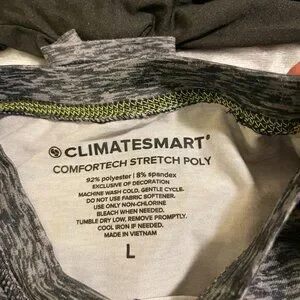 CLIMATESMART®
COMFORTECH STRETCH POLY
92% polyester | 8% spandex
EXCLUSIVE OF DECORATION
MACHINE WASH COLD, GENTLE CYCLE.
DO NOT USE FABRIC SOFTENER.
USE ONLY NON-CHLORINE
BLEACH WHEN NEEDED.
TUMBLE DRY LOW, REMOVE PROMPTLY.
COOL IRON IF NEEDED.
MADE IN VIETNAM
L